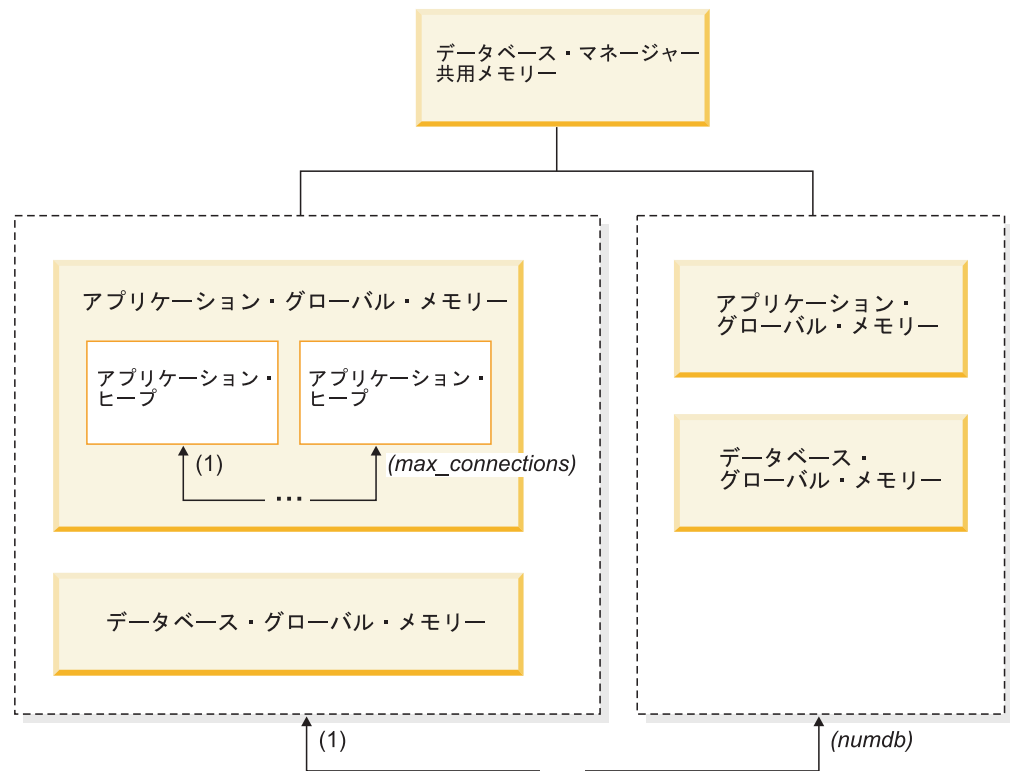 データベース・マネージャー
共用メモリー
アプリケーション・グローバル・メモリー
アプリケーション・
ヒープ
アプリケーション・
ヒープ
(1)
(max_connections)
...
データベース・グローバル・メモリー
アプリケーション・
グローバル・メモリー
データベース・
グローバル・メモリー
(1)
(numdb)